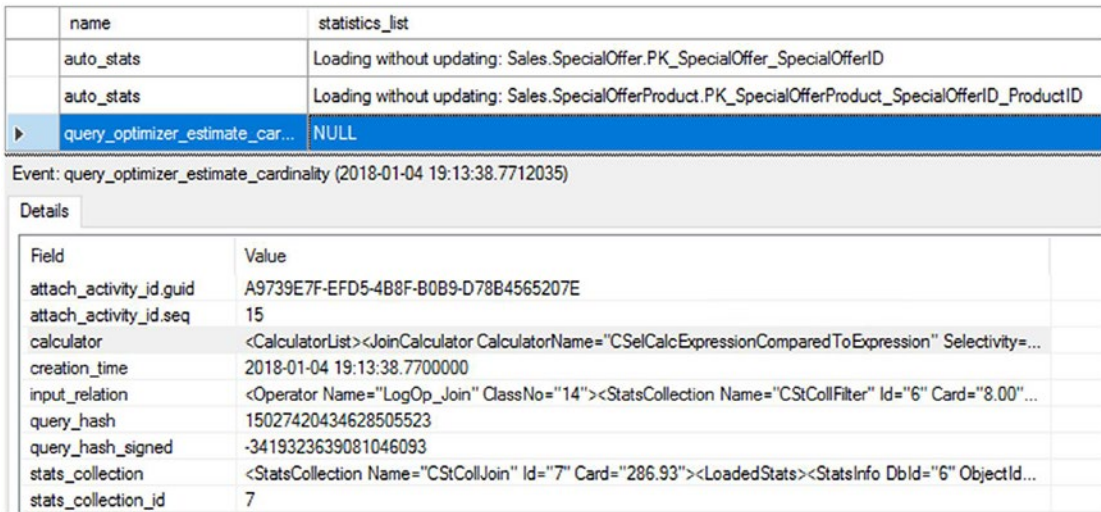 name statistics_list
auto_stats Loading without updating: Sales.SpecialOffer.PK_SpecialOffer_SpecialOfferID
auto_stats Loading without updating: Sales.SpecialOfferProduct.PK_SpecialOfferProduct_SpecialOfferID_ProductID
query_optimizer_estimate_car... NULL
Event: query_optimizer_estimate_cardinality (2018-01-04 19:13:38.7712035)
Details
Field Value
attach_activity_id.guid A9739E7F-EFD5-4B8F-B0B9-D78B4565207E
attach_activity_id.seq 15
calculator <CalculatorList><JoinCalculator CalculatorName="CSelCalcExpressionComparedToExpression" Selectivity=...
creation_time 2018-01-04 19:13:38.7700000
input_relation <Operator Name="LogOp_Join" ClassNo="14"><StatsCollection Name="CStCollFilter" Id="6" Card="8.00"...
query_hash 15027420434628505523
query_hash_signed -3419323639081046093
stats_collection <StatsCollection Name="CStCollJoin" Id="7" Card="286.93"><LoadedStats><StatsInfo DbId="6" ObjectId...
stats_collection_id 7